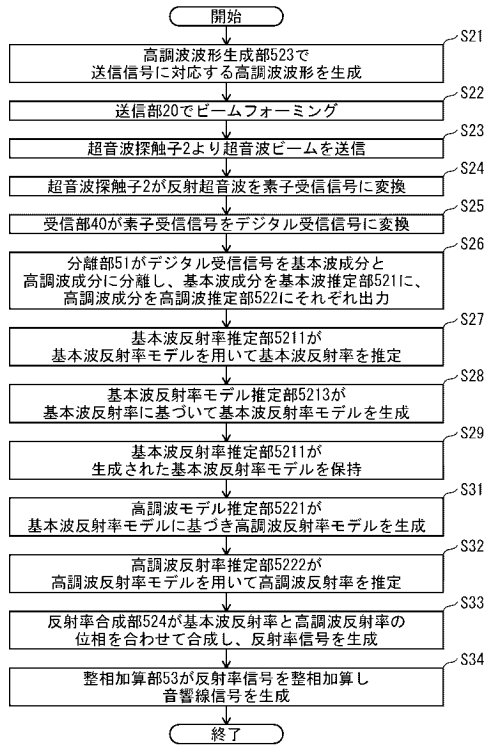 開始
S21
高調波波形生成部523で
送信信号に対応する高調波波形を生成
S22
送信部20でビームフォーミング
S23
超音波探触子2より超音波ビームを送信
S24
超音波探触子2が反射超音波を素子受信信号に変換
S25
受信部40が素子受信信号をデジタル受信信号に変換
S26
分離部51がデジタル受信信号を基本波成分と
高調波成分に分離し、基本波成分を基本波推定部521に、
高調波成分を高調波推定部522にそれぞれ出力
S27
基本波反射率推定部5211が
基本波反射率モデルを用いて基本波反射率を推定
S28
基本波反射率モデル推定部5213が
基本波反射率に基づいて基本波反射率モデルを生成
S29
基本波反射率推定部5211が
生成された基本波反射率モデルを保持
S31
高調波モデル推定部5221が
基本波反射率モデルに基づき高調波反射率モデルを生成
S32
高調波反射率推定部5222が
高調波反射率モデルを用いて高調波反射率を推定
S33
反射率合成部524が基本波反射率と高調波反射率の
位相を合わせて合成し、反射率信号を生成
S34
整相加算部53が反射率信号を整相加算し
音響線信号を生成
終了